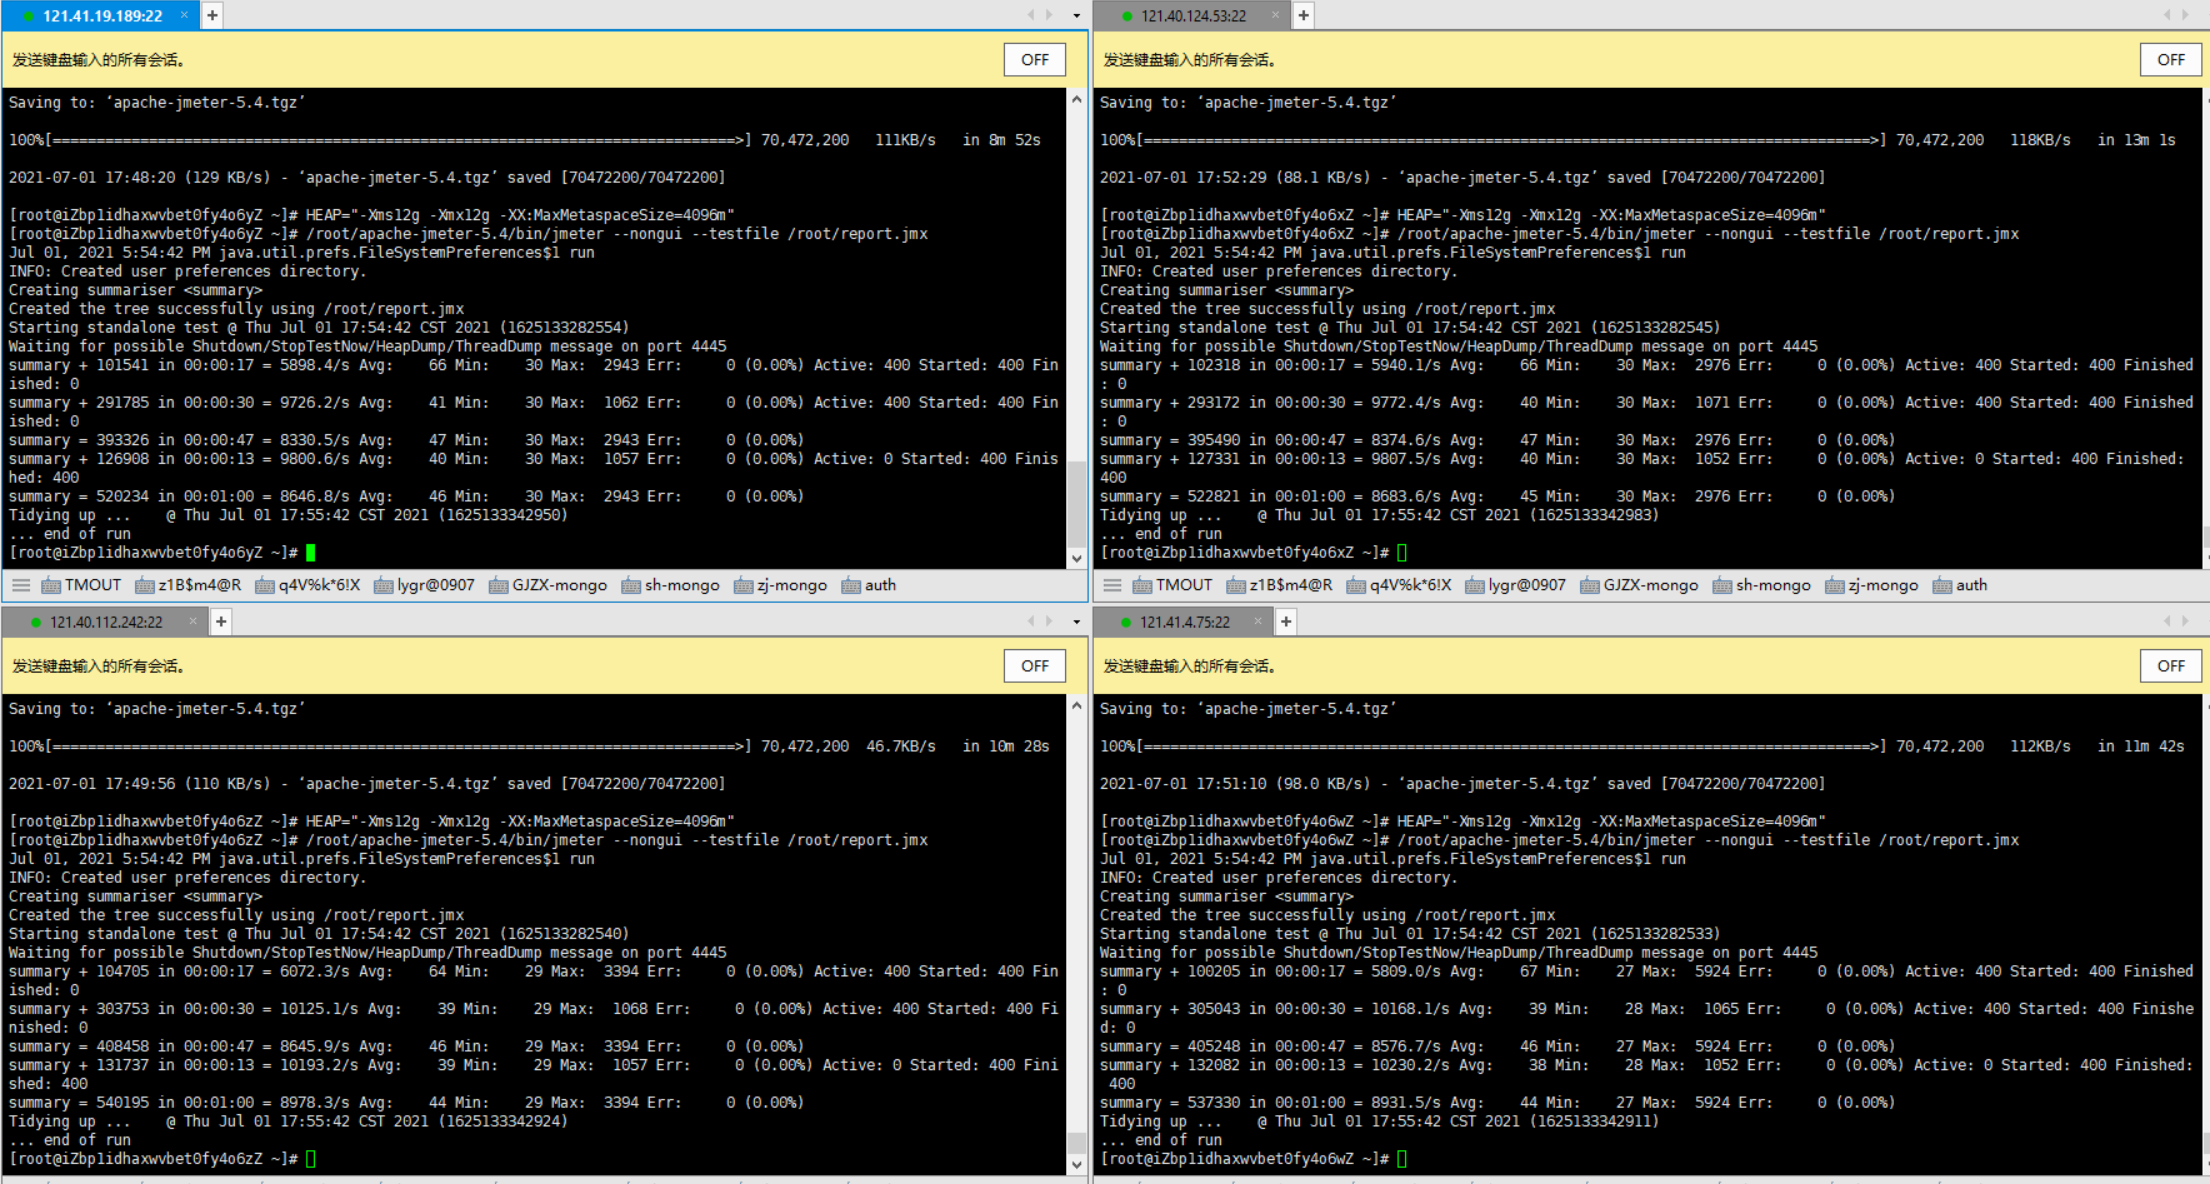 121.41.19.189:22
发送键盘输入的所有会话。
OFF
Saving to: ‘apache-jmeter-5.4.tgz’
100%[==============================================================================>] 70,472,200   111KB/s   in 8m 52s
2021-07-01 17:48:20 (129 KB/s) - ‘apache-jmeter-5.4.tgz’ saved [70472200/70472200]
[root@iZbp1idhaxwvbet0fy4o6yZ ~]# HEAP="-Xms12g -Xmx12g -XX:MaxMetaspaceSize=4096m"
[root@iZbp1idhaxwvbet0fy4o6yZ ~]# /root/apache-jmeter-5.4/bin/jmeter --nongui --testfile /root/report.jmx
Jul 01, 2021 5:54:42 PM java.util.prefs.FileSystemPreferences$1 run
INFO: Created user preferences directory.
Creating summariser <summary>
Created the tree successfully using /root/report.jmx
Starting standalone test @ Thu Jul 01 17:54:42 CST 2021 (1625133282554)
Waiting for possible Shutdown/StopTestNow/HeapDump/ThreadDump message on port 4445
summary + 101541 in 00:00:17 = 5898.4/s Avg:    66 Min:    30 Max:  2943 Err:     0 (0.00%) Active: 400 Started: 400 Fin
ished: 0
summary + 291785 in 00:00:30 = 9726.2/s Avg:    41 Min:    30 Max:  1062 Err:     0 (0.00%) Active: 400 Started: 400 Fin
ished: 0
summary = 393326 in 00:00:47 = 8330.5/s Avg:    47 Min:    30 Max:  2943 Err:     0 (0.00%)
summary + 126908 in 00:00:13 = 9800.6/s Avg:    40 Min:    30 Max:  1057 Err:     0 (0.00%) Active: 0 Started: 400 Finis
hed: 400
summary = 520234 in 00:01:00 = 8646.8/s Avg:    46 Min:    30 Max:  2943 Err:     0 (0.00%)
Tidying up ...    @ Thu Jul 01 17:55:42 CST 2021 (1625133342950)
... end of run
[root@iZbp1idhaxwvbet0fy4o6yZ ~]#
TMOUT z1B$m4@R q4V%k*6!X lygr@0907 GJZX-mongo sh-mongo zj-mongo auth
121.40.124.53:22
发送键盘输入的所有会话。
OFF
Saving to: ‘apache-jmeter-5.4.tgz’
100%[===================================================================================>] 70,472,200   118KB/s   in 13m 1s
2021-07-01 17:52:29 (88.1 KB/s) - ‘apache-jmeter-5.4.tgz’ saved [70472200/70472200]
[root@iZbp1idhaxwvbet0fy4o6xZ ~]# HEAP="-Xms12g -Xmx12g -XX:MaxMetaspaceSize=4096m"
[root@iZbp1idhaxwvbet0fy4o6xZ ~]# /root/apache-jmeter-5.4/bin/jmeter --nongui --testfile /root/report.jmx
Jul 01, 2021 5:54:42 PM java.util.prefs.FileSystemPreferences$1 run
INFO: Created user preferences directory.
Creating summariser <summary>
Created the tree successfully using /root/report.jmx
Starting standalone test @ Thu Jul 01 17:54:42 CST 2021 (1625133282545)
Waiting for possible Shutdown/StopTestNow/HeapDump/ThreadDump message on port 4445
summary + 102318 in 00:00:17 = 5940.1/s Avg:    66 Min:    30 Max:  2976 Err:     0 (0.00%) Active: 400 Started: 400 Finished
: 0
summary + 293172 in 00:00:30 = 9772.4/s Avg:    40 Min:    30 Max:  1071 Err:     0 (0.00%) Active: 400 Started: 400 Finished
: 0
summary = 395490 in 00:00:47 = 8374.6/s Avg:    47 Min:    30 Max:  2976 Err:     0 (0.00%)
summary + 127331 in 00:00:13 = 9807.5/s Avg:    40 Min:    30 Max:  1052 Err:     0 (0.00%) Active: 0 Started: 400 Finished:
400
summary = 522821 in 00:01:00 = 8683.6/s Avg:    45 Min:    30 Max:  2976 Err:     0 (0.00%)
Tidying up ...    @ Thu Jul 01 17:55:42 CST 2021 (1625133342983)
... end of run
[root@iZbp1idhaxwvbet0fy4o6xZ ~]#
TMOUT z1B$m4@R q4V%k*6!X lygr@0907 GJZX-mongo sh-mongo zj-mongo auth
121.40.112.242:22
发送键盘输入的所有会话。
OFF
Saving to: ‘apache-jmeter-5.4.tgz’
100%[==============================================================================>] 70,472,200  46.7KB/s   in 10m 28s
2021-07-01 17:49:56 (110 KB/s) - ‘apache-jmeter-5.4.tgz’ saved [70472200/70472200]
[root@iZbp1idhaxwvbet0fy4o6zZ ~]# HEAP="-Xms12g -Xmx12g -XX:MaxMetaspaceSize=4096m"
[root@iZbp1idhaxwvbet0fy4o6zZ ~]# /root/apache-jmeter-5.4/bin/jmeter --nongui --testfile /root/report.jmx
Jul 01, 2021 5:54:42 PM java.util.prefs.FileSystemPreferences$1 run
INFO: Created user preferences directory.
Creating summariser <summary>
Created the tree successfully using /root/report.jmx
Starting standalone test @ Thu Jul 01 17:54:42 CST 2021 (1625133282540)
Waiting for possible Shutdown/StopTestNow/HeapDump/ThreadDump message on port 4445
summary + 104705 in 00:00:17 = 6072.3/s Avg:    64 Min:    29 Max:  3394 Err:     0 (0.00%) Active: 400 Started: 400 Fin
ished: 0
summary + 303753 in 00:00:30 = 10125.1/s Avg:    39 Min:    29 Max:  1068 Err:     0 (0.00%) Active: 400 Started: 400 Fi
nished: 0
summary = 408458 in 00:00:47 = 8645.9/s Avg:    46 Min:    29 Max:  3394 Err:     0 (0.00%)
summary + 131737 in 00:00:13 = 10193.2/s Avg:    39 Min:    29 Max:  1057 Err:     0 (0.00%) Active: 0 Started: 400 Fini
shed: 400
summary = 540195 in 00:01:00 = 8978.3/s Avg:    44 Min:    29 Max:  3394 Err:     0 (0.00%)
Tidying up ...    @ Thu Jul 01 17:55:42 CST 2021 (1625133342924)
... end of run
[root@iZbp1idhaxwvbet0fy4o6zZ ~]#
121.41.4.75:22
发送键盘输入的所有会话。
OFF
Saving to: ‘apache-jmeter-5.4.tgz’
100%[===================================================================================>] 70,472,200   112KB/s   in 11m 42s
2021-07-01 17:51:10 (98.0 KB/s) - ‘apache-jmeter-5.4.tgz’ saved [70472200/70472200]
[root@iZbp1idhaxwvbet0fy4o6wZ ~]# HEAP="-Xms12g -Xmx12g -XX:MaxMetaspaceSize=4096m"
[root@iZbp1idhaxwvbet0fy4o6wZ ~]# /root/apache-jmeter-5.4/bin/jmeter --nongui --testfile /root/report.jmx
Jul 01, 2021 5:54:42 PM java.util.prefs.FileSystemPreferences$1 run
INFO: Created user preferences directory.
Creating summariser <summary>
Created the tree successfully using /root/report.jmx
Starting standalone test @ Thu Jul 01 17:54:42 CST 2021 (1625133282533)
Waiting for possible Shutdown/StopTestNow/HeapDump/ThreadDump message on port 4445
summary + 100205 in 00:00:17 = 5809.0/s Avg:    67 Min:    27 Max:  5924 Err:     0 (0.00%) Active: 400 Started: 400 Finished
: 0
summary + 305043 in 00:00:30 = 10168.1/s Avg:    39 Min:    28 Max:  1065 Err:     0 (0.00%) Active: 400 Started: 400 Finishe
d: 0
summary = 405248 in 00:00:47 = 8576.7/s Avg:    46 Min:    27 Max:  5924 Err:     0 (0.00%)
summary + 132082 in 00:00:13 = 10230.2/s Avg:    38 Min:    28 Max:  1052 Err:     0 (0.00%) Active: 0 Started: 400 Finished:
400
summary = 537330 in 00:01:00 = 8931.5/s Avg:    44 Min:    27 Max:  5924 Err:     0 (0.00%)
Tidying up ...    @ Thu Jul 01 17:55:42 CST 2021 (1625133342911)
... end of run
[root@iZbp1idhaxwvbet0fy4o6wZ ~]#